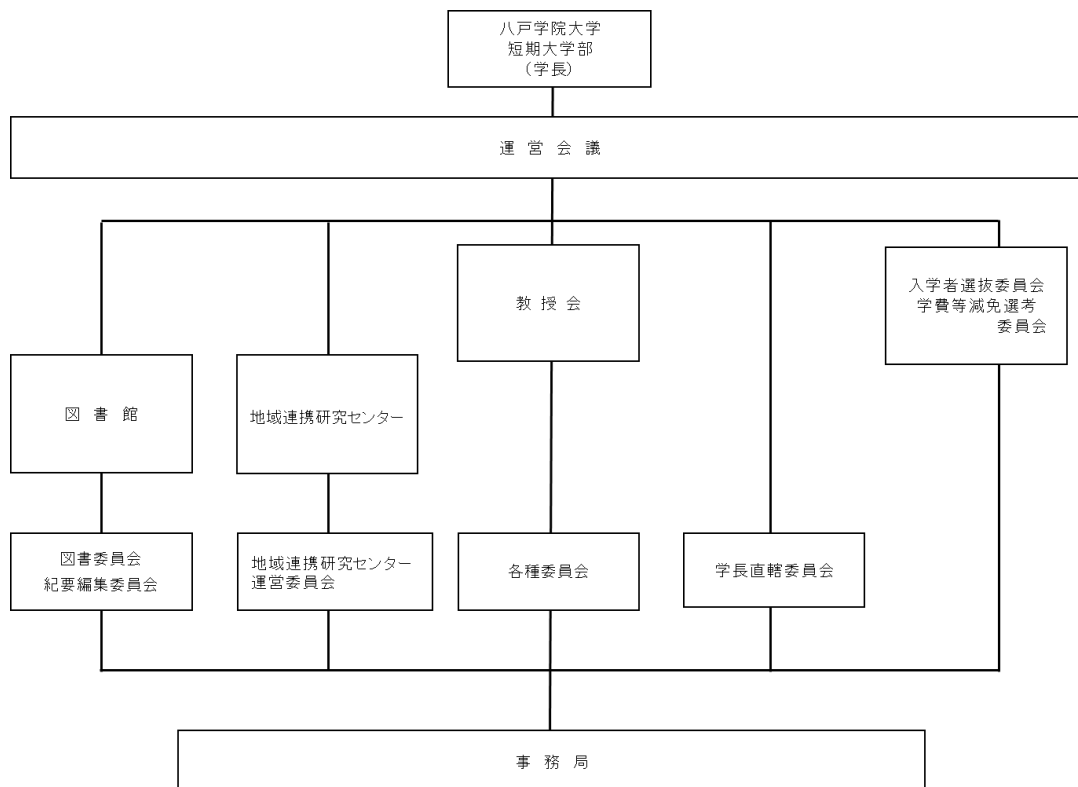 八戸学院大学
短期大学部
(学長)
運営会議
教授会
入学者選抜委員会
学費等減免選考
委員会
図書館
地域連携研究センター
図書委員会
紀要編集委員会
地域連携研究センター
運営委員会
各種委員会
学長直轄委員会
事務局